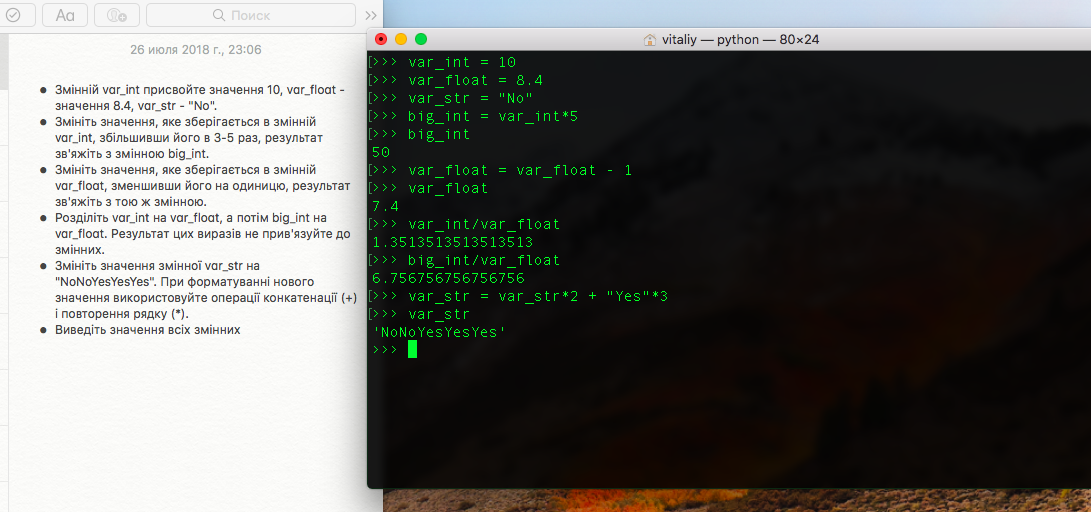 Aa
Поиск
26 июля 2018 г., 23:06
● Змінній var_int присвойте значення 10, var_float -
значення 8.4, var_str - "No".
● Змініть значення, яке зберігається в змінній
var_int, збільшивши його в 3-5 раз, результат
зв'яжіть з змінною big_int.
● Змініть значення, яке зберігається в змінній
var_float, зменшивши його на одиницю, результат
зв'яжіть з тою ж змінною.
● Розділіть var_int на var_float, а потім big_int на
var_float. Результат цих виразів не прив'язуйте до
змінних.
● Змініть значення змінної var_str на
"NoNoYesYesYes". При форматуванні нового
значення використовуйте операції конкатенації (+)
і повторення рядку (*).
● Виведіть значення всіх змінних
vitaliy — python — 80×24
[>>> var_int = 10
[>>> var_float = 8.4
[>>> var_str = "No"
[>>> big_int = var_int*5
[>>> big_int
50
[>>> var_float = var_float - 1
[>>> var_float
7.4
[>>> var_int/var_float
1.3513513513513513
[>>> big_int/var_float
6.756756756756756
[>>> var_str = var_str*2 + "Yes"*3
[>>> var_str
'NoNoYesYesYes'
>>>